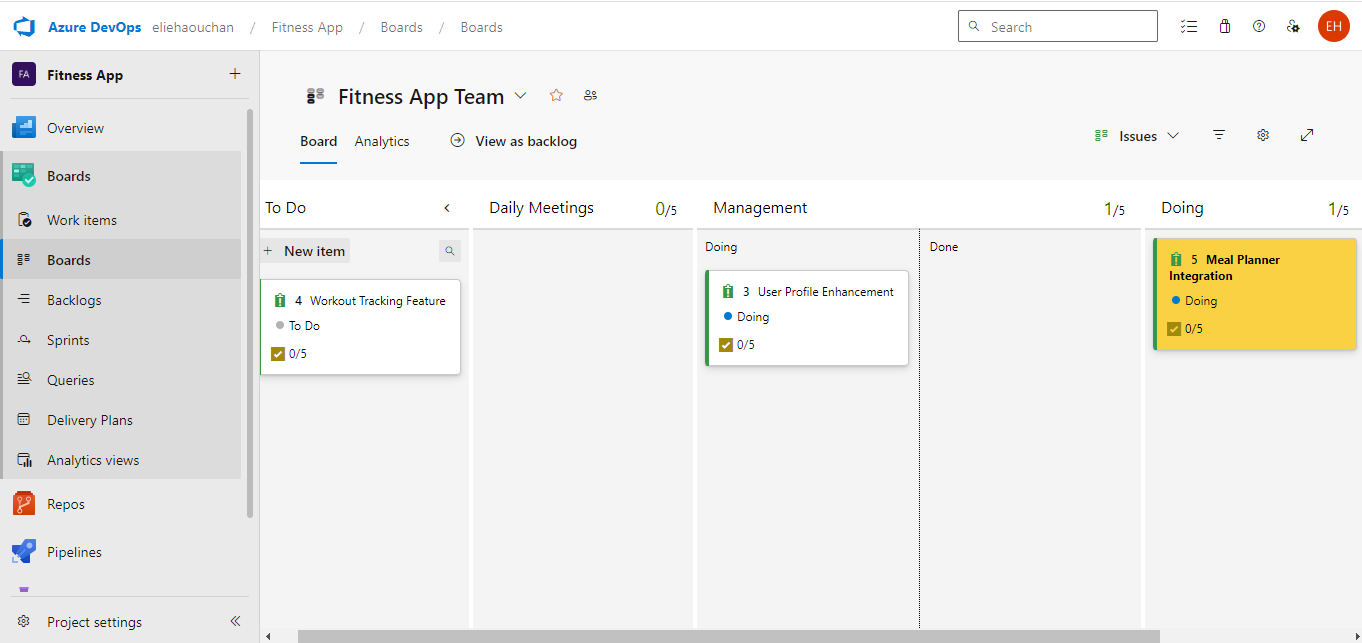 Azure DevOps eliehaouchan / Fitness App / Boards / Boards
Search
EH
FA Fitness App
Overview
Boards
Work items
Boards
Backlogs
Sprints
Queries
Delivery Plans
Analytics views
Repos
Pipelines
Project settings
Fitness App Team
Board Analytics View as backlog
Issues
To Do
New item
4 Workout Tracking Feature
To Do
0/5
Daily Meetings 0/5
Management 1/5
Doing
3 User Profile Enhancement
Doing
0/5
Done
Doing 1/5
5 Meal Planner
Integration
Doing
0/5